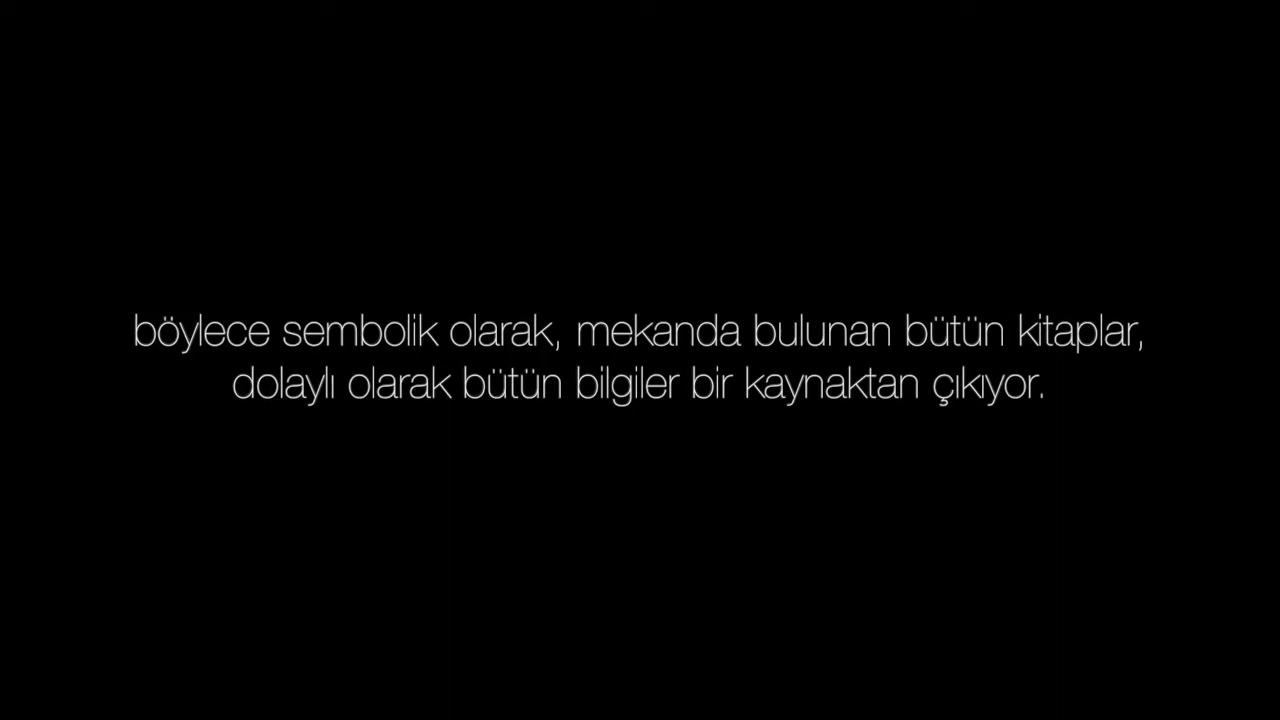 böylece sembolik olarak, mekanda bulunan bütün kitaplar,
dolaylı olarak bütün bilgiler bir kaynaktan çıkıyor.